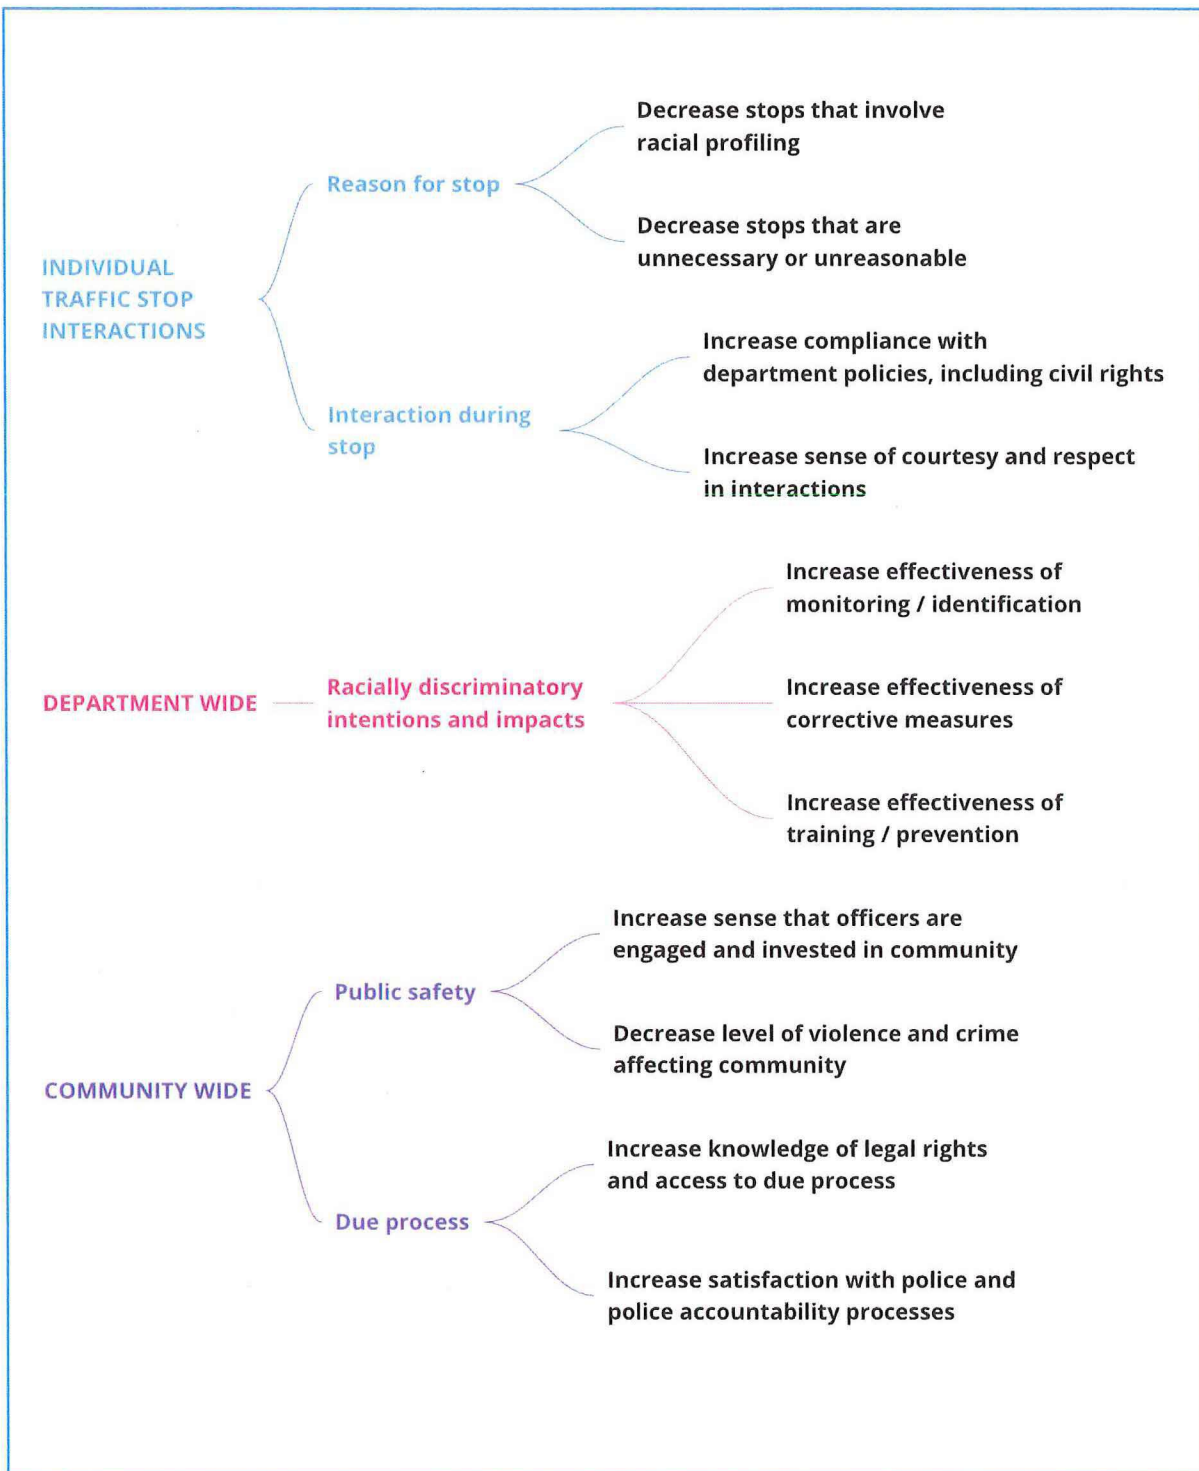 INDIVIDUAL
TRAFFIC STOP
INTERACTIONS
Reason for stop
Decrease stops that involve
racial profiling
Decrease stops that are
unnecessary or unreasonable
Interaction during
stop
Increase compliance with
department policies, including civil rights
Increase sense of courtesy and respect
in interactions
DEPARTMENT WIDE
Racially discriminatory
intentions and impacts
Increase effectiveness of
monitoring / identification
Increase effectiveness of
corrective measures
Increase effectiveness of
training / prevention
COMMUNITY WIDE
Public safety
Increase sense that officers are
engaged and invested in community
Decrease level of violence and crime
affecting community
Due process
Increase knowledge of legal rights
and access to due process
Increase satisfaction with police and
police accountability processes